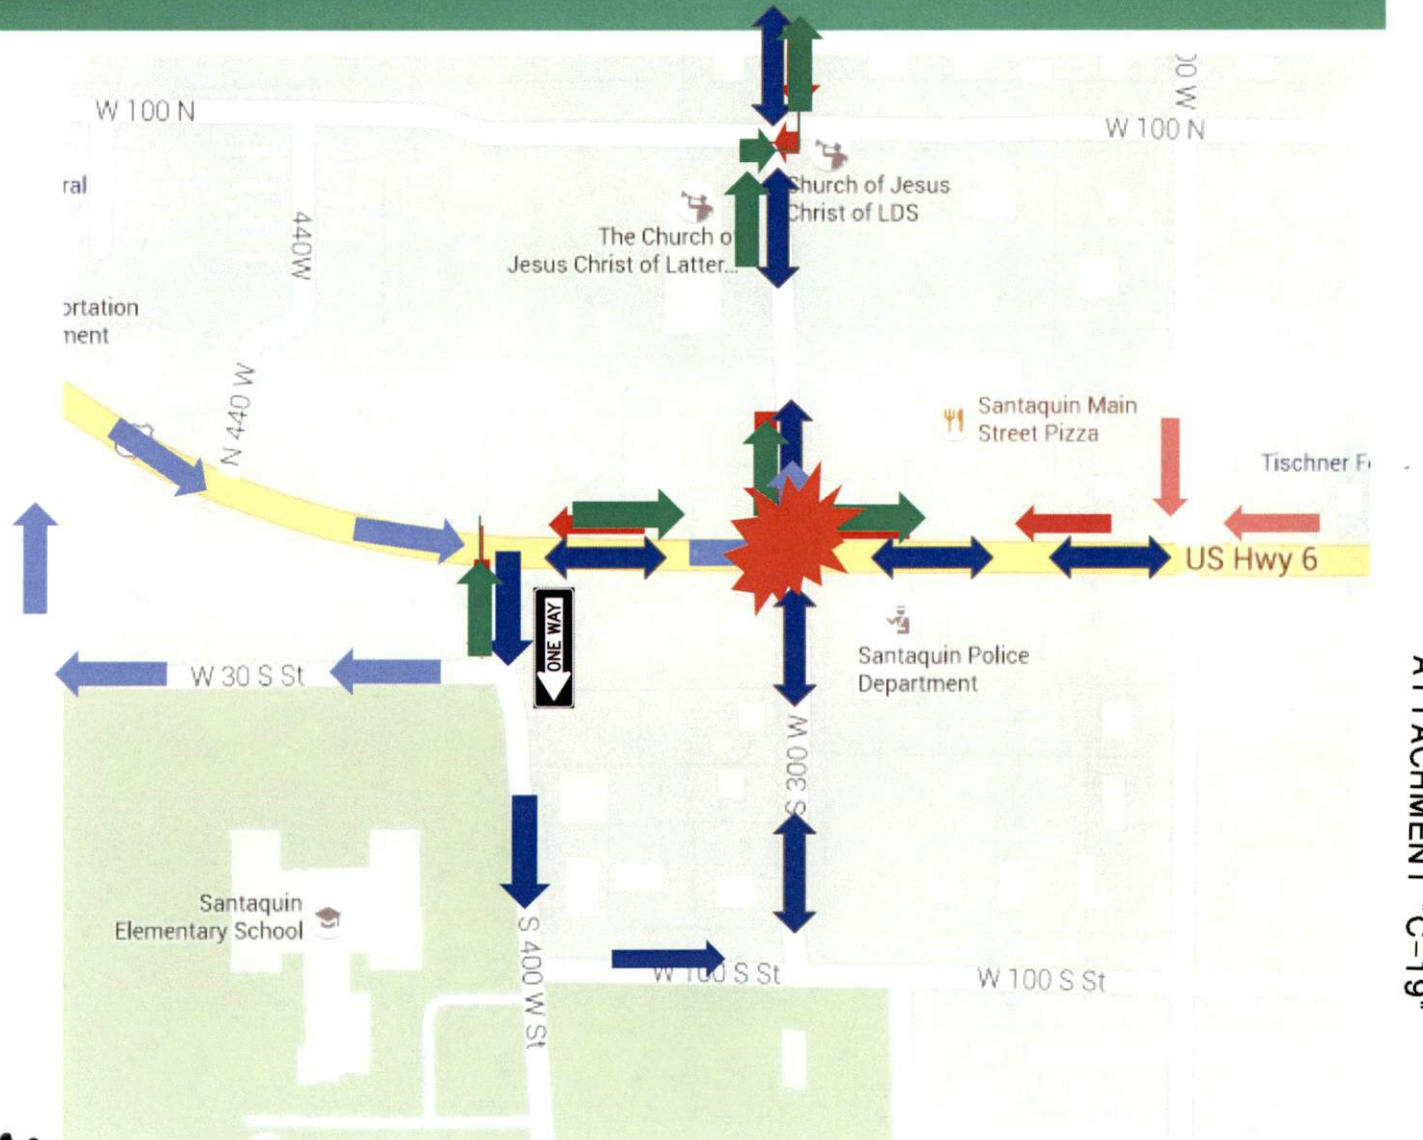 W 100 N
00 W
W 100 N
ral
440W
Church of Jesus
Christ of LDS
The Church of
Jesus Christ of Latter...
ortation
ment
N 440 W
Santaquin Main
Street Pizza
Tischner F
US Hwy 6
ONE WAY
W 30 S St
Santaquin Police
Department
S 300 W
Santaquin
Elementary School
S 400 W St
W 100 S St
W 100 S St
ATTACHMENT "C-19"